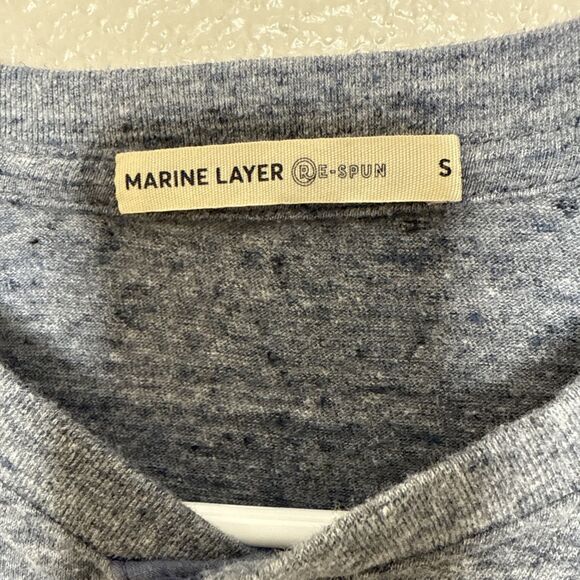 MARINE LAYER RE-SPUN S